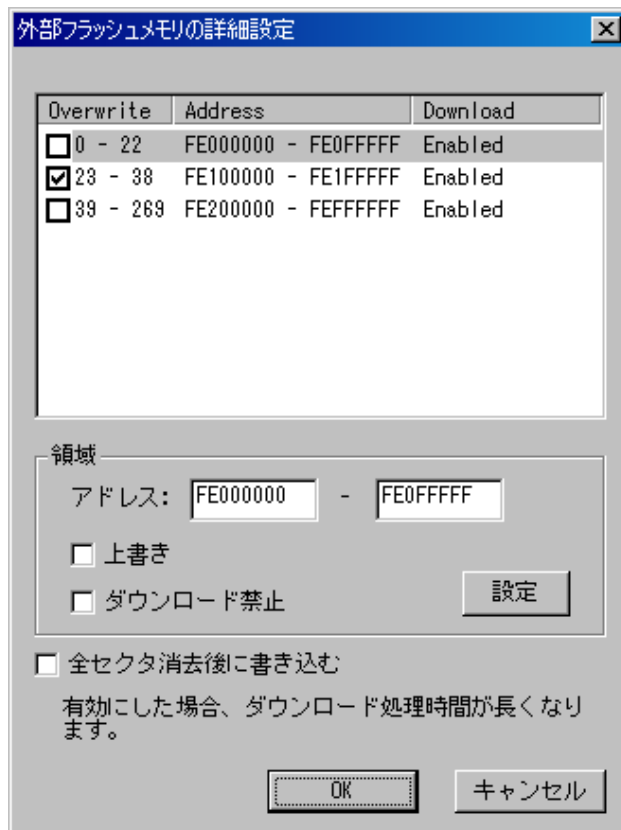 外部フラッシュメモリの詳細設定
Overwrite Address Download
0 - 22 FE000000 - FE0FFFFF Enabled
23 - 38 FE100000 - FE1FFFFF Enabled
39 - 269 FE200000 - FEFFFFFF Enabled
領域
アドレス: FE000000 - FE0FFFFF
上書き
ダウンロード禁止
設定
全セクタ消去後に書き込む
有効にした場合、ダウンロード処理時間が長くなり
ます。
OK キャンセル